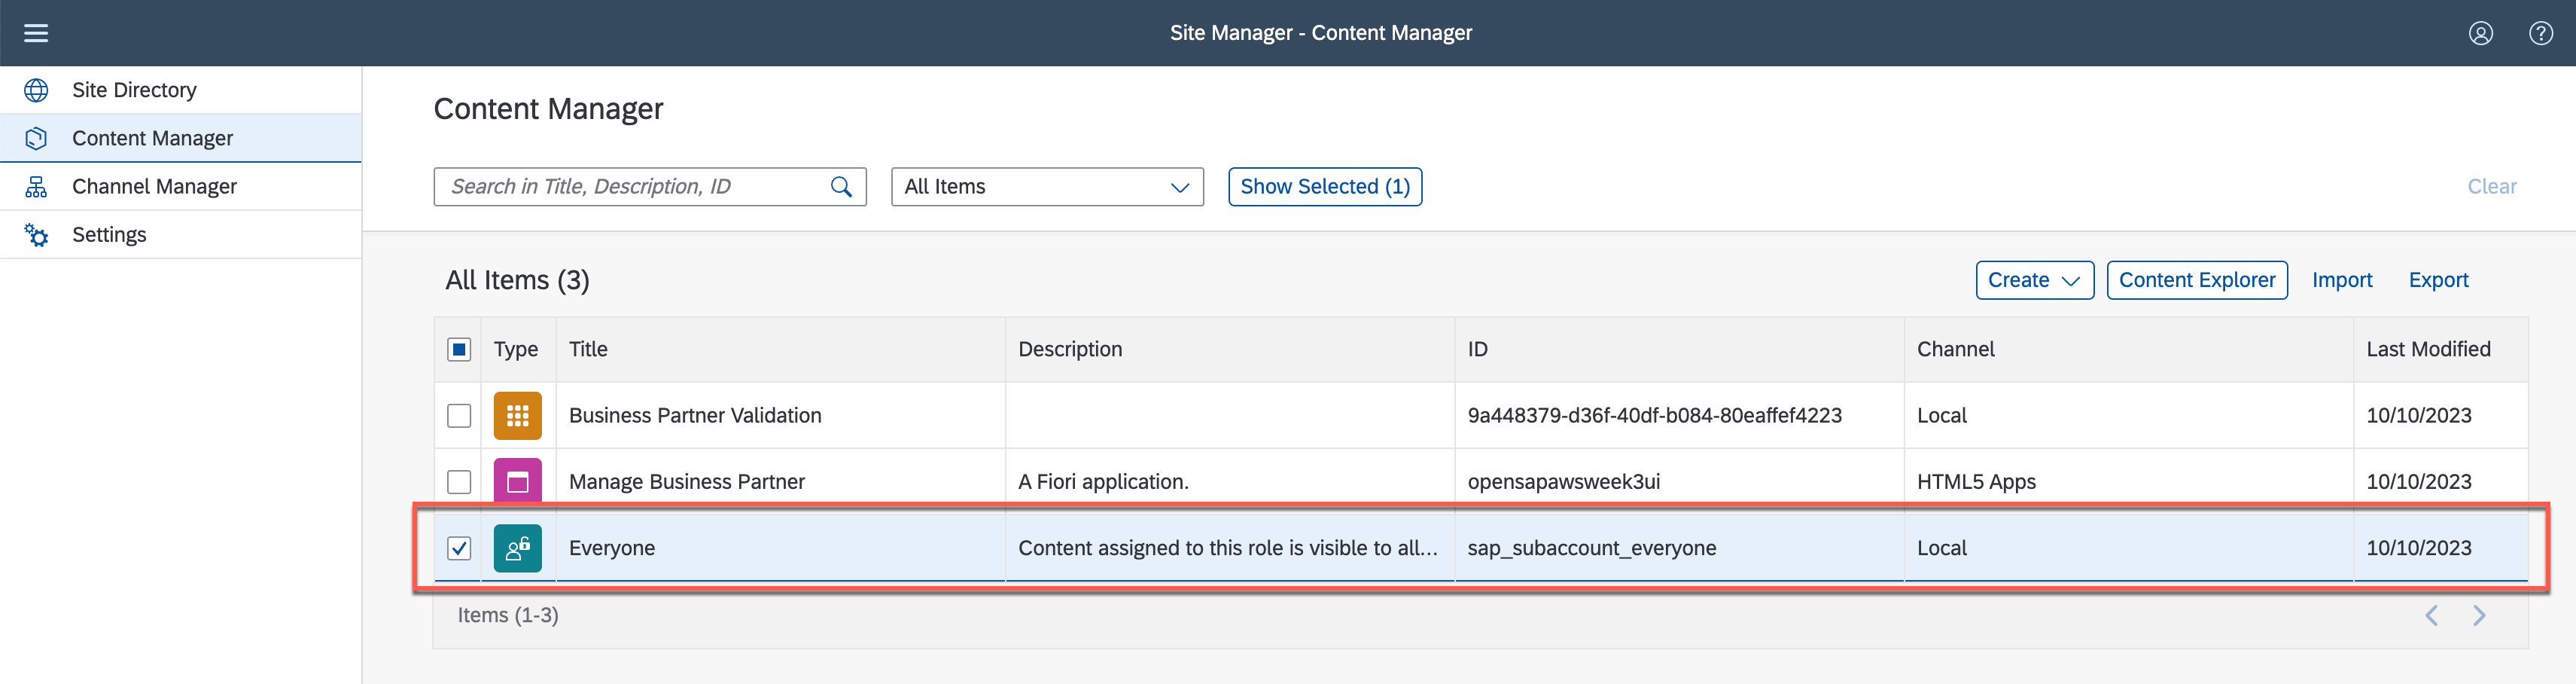 Site Manager - Content Manager
Site Directory
Content Manager
Channel Manager
Settings
Content Manager
Search in Title, Description, ID
All Items
Show Selected (1)
Clear
All Items (3)
Create
Content Explorer
Import
Export
Type Title Description ID Channel Last Modified
Business Partner Validation 9a448379-d36f-40df-b084-80eaffef4223 Local 10/10/2023
Manage Business Partner A Fiori application. opensapawsweek3ui HTML5 Apps 10/10/2023
Everyone Content assigned to this role is visible to all... sap_subaccount_everyone Local 10/10/2023
Items (1-3)